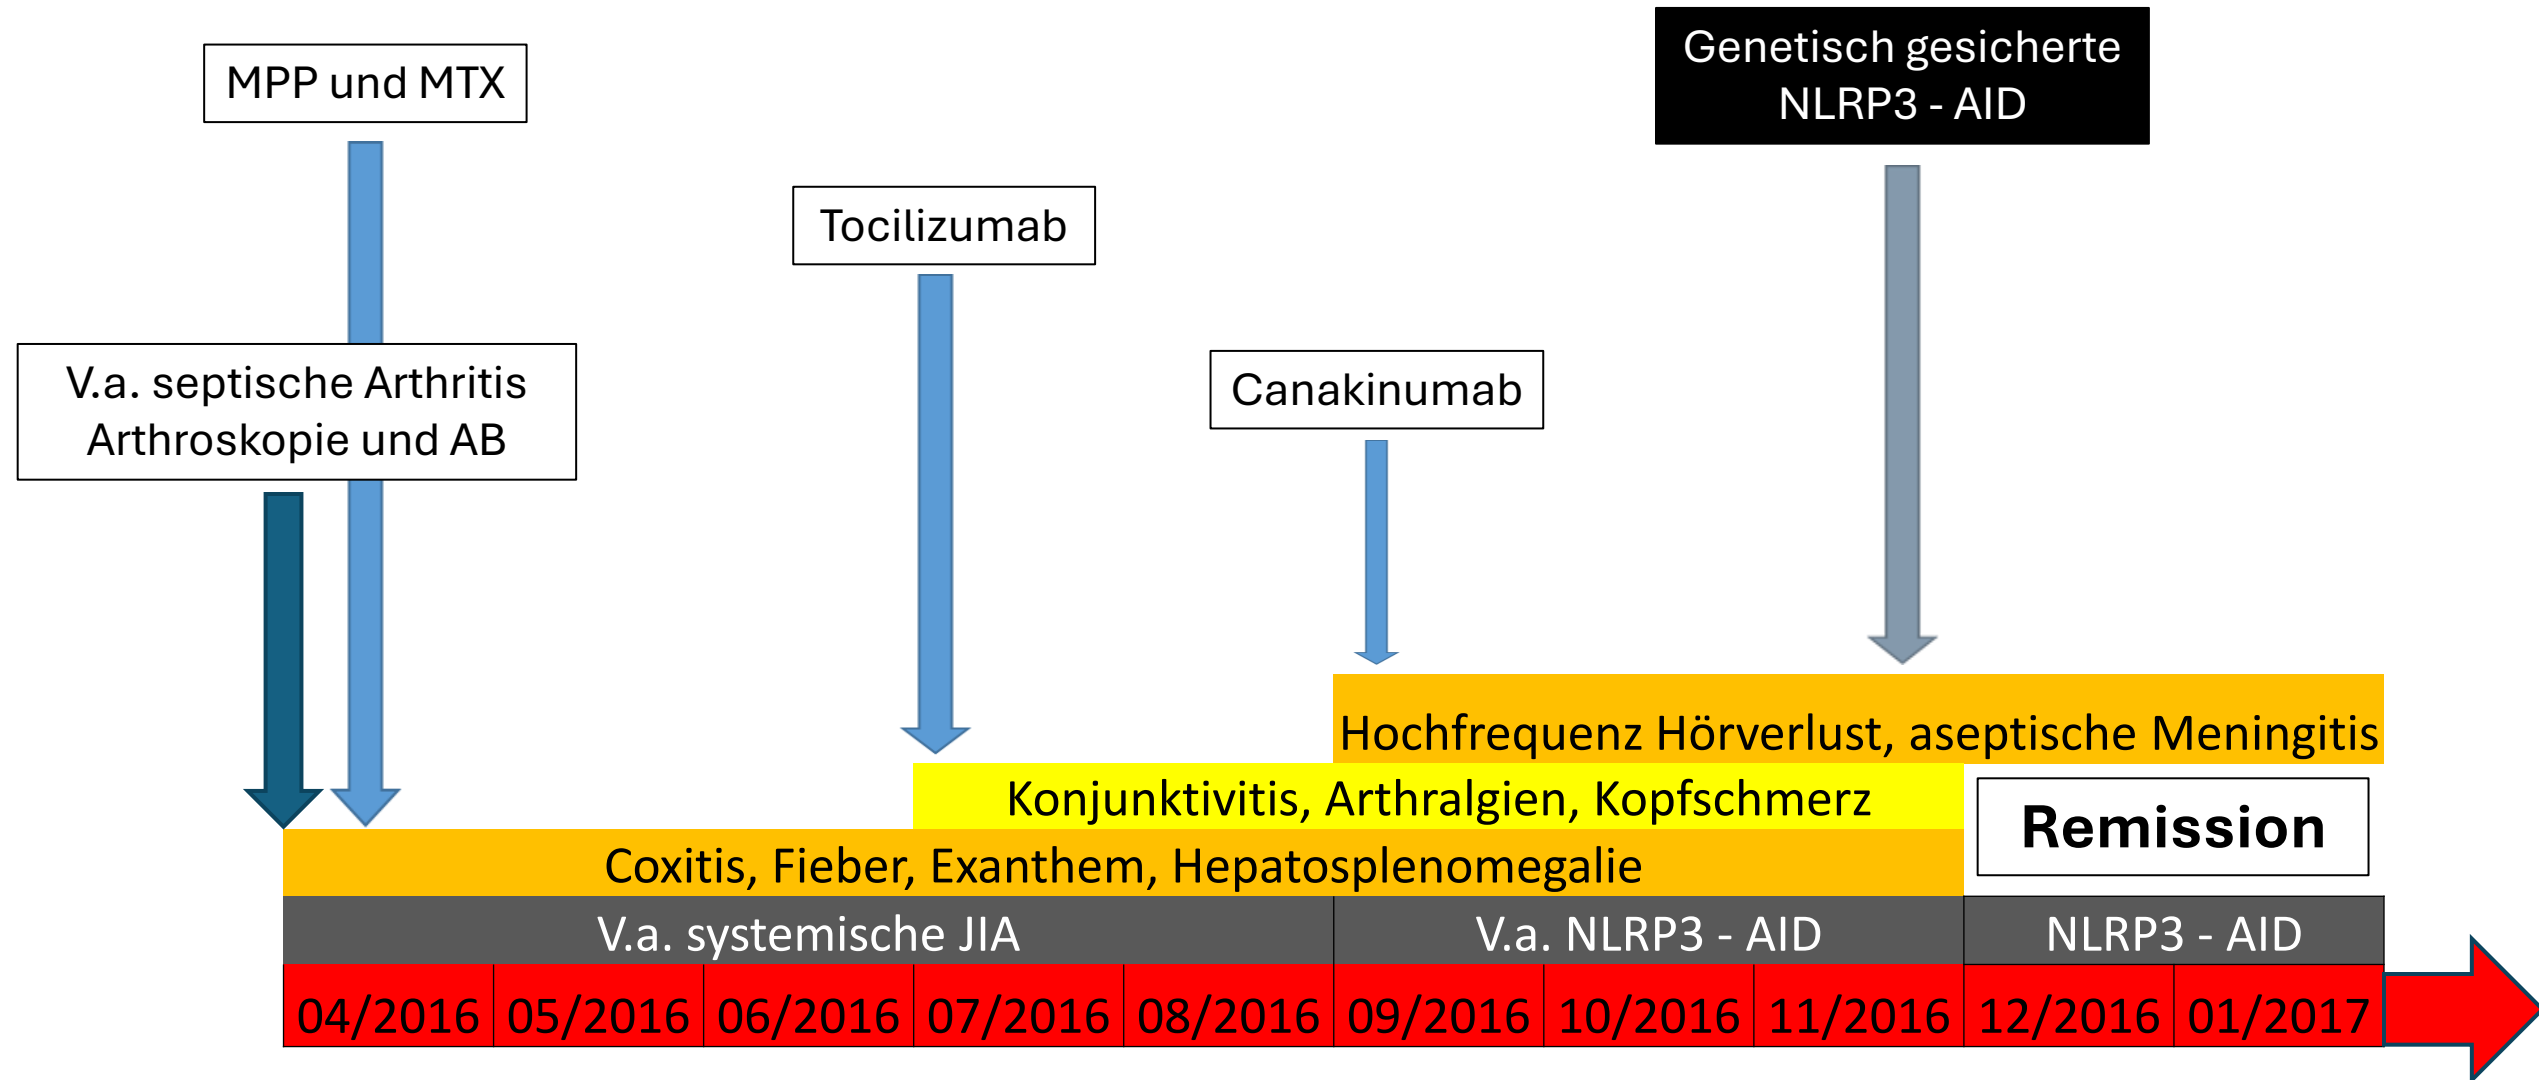 MPP und MTX
Genetisch gesicherte
NLRP3 - AID
Tocilizumab
V.a. septische Arthritis
Arthroskopie und AB
Canakinumab
Hochfrequenz Hörverlust, aseptische Meningitis
Konjunktivitis, Arthralgien, Kopfschmerz
Remission
Coxitis, Fieber, Exanthem, Hepatosplenomegalie
V.a. systemische JIA
V.a. NLRP3 - AID
NLRP3 - AID
04/2016 05/2016 06/2016 07/2016 08/2016 09/2016 10/2016 11/2016 12/2016 01/2017